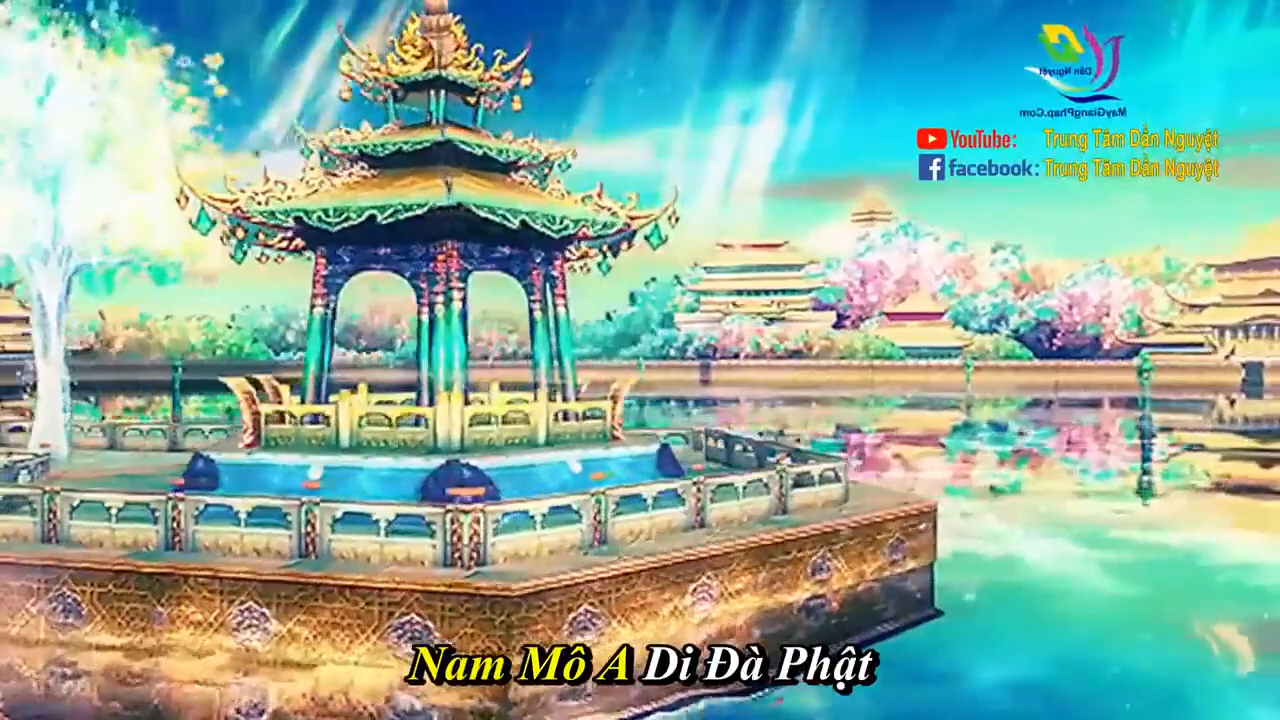 Dẫn Nguyệt
MayGiangPhap.Com
YouTube: Trung Tâm Dẫn Nguyệt
facebook: Trung Tâm Dẫn Nguyệt
Nam Mô A Di Đà Phật